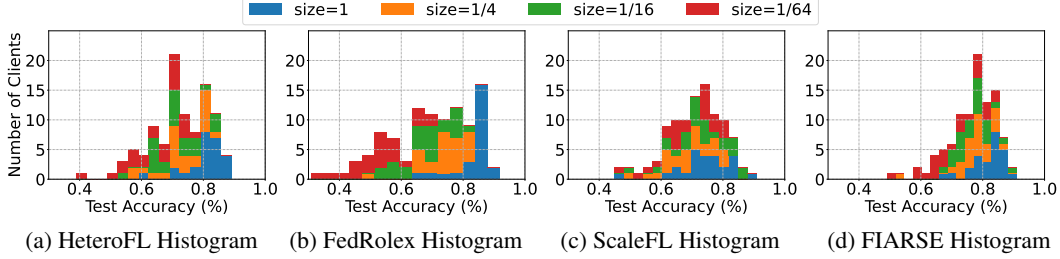 size=1 size=1/4 size=1/16 size=1/64
Number of Clients
20
15
10
5
0
0.4 0.6 0.8 1.0
Test Accuracy (%)
(a) HeteroFL Histogram
20
15
10
5
0
0.4 0.6 0.8 1.0
Test Accuracy (%)
(b) FedRolex Histogram
20
15
10
5
0
0.4 0.6 0.8 1.0
Test Accuracy (%)
(c) ScaleFL Histogram
20
15
10
5
0
0.4 0.6 0.8 1.0
Test Accuracy (%)
(d) FIARSE Histogram